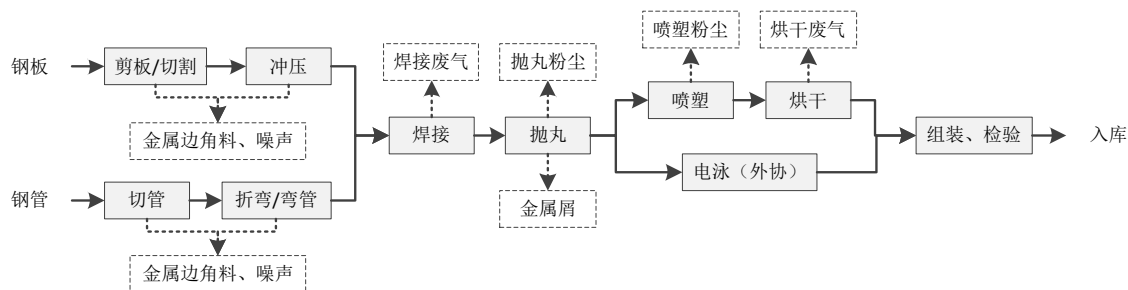 喷塑粉尘
烘干废气
焊接废气
抛丸粉尘
钢板
剪板/切割
冲压
喷塑
烘干
金属边角料、噪声
焊接
抛丸
组装、检验
入库
电泳（外协）
钢管
切管
折弯/弯管
金属屑
金属边角料、噪声